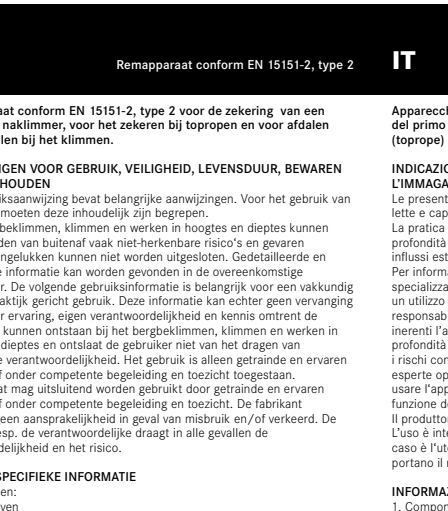 Remapparaat conform EN 15151-2, type 2
aat conform EN 15151-2, type 2 voor de zekering van een
naklimmer, voor het zekeren bij topropen en voor afdalen
len bij het klimmen.
GEN VOOR GEBRUIK, VEILIGHEID, LEVENSDUUR, BEWAREN
HOUDEN
iksaanwijzing bevat belangrijke aanwijzingen. Voor het gebruik van
moeten deze inhoudelijk zijn begrepen.
beklimmen, klimmen en werken in hoogtes en dieptes kunnen
den van buitenaf vaak niet-herkenbare risico's en gevaren
ngelukken kunnen niet worden uitgesloten. Gedetailleerde en
e informatie kan worden gevonden in de overeenkomstige
r. De volgende gebruiksinformatie is belangrijk voor een vakkundig
aktijk gericht gebruik. Deze informatie kan echter geen vervanging
r ervaring, eigen verantwoordelijkheid en kennis omtrent de
kunnen ontstaan bij het bergbeklimmen, klimmen en werken in
dieptes en ontslaat de gebruiker niet van het dragen van
e verantwoordelijkheid. Het gebruik is alleen getrainde en ervaren
f onder competente begeleiding en toezicht toegestaan.
at mag uitsluitend worden gebruikt door getrainde en ervaren
f onder competente begeleiding en toezicht. De fabrikant
een aansprakelijkheid in geval van misbruik en/of verkeerd. De
esp. de verantwoordelijke draagt in alle gevallen de
delijkheid en het risico.
SPECIFIEKE INFORMATIE
en:
ven
IT
Apparecch
del primo
(toprope)
INDICAZIO
L'IMMAGA
Le present
lette e cap
La pratica
profondità
influssi est
Per inform
specializza
un utilizzo
responsab
inerenti l'a
profondità
i rischi con
esperte op
usare l'app
funzione de
Il produttor
L'uso è inte
caso è l'ute
portano il r
INFORMAZ
1. Compon